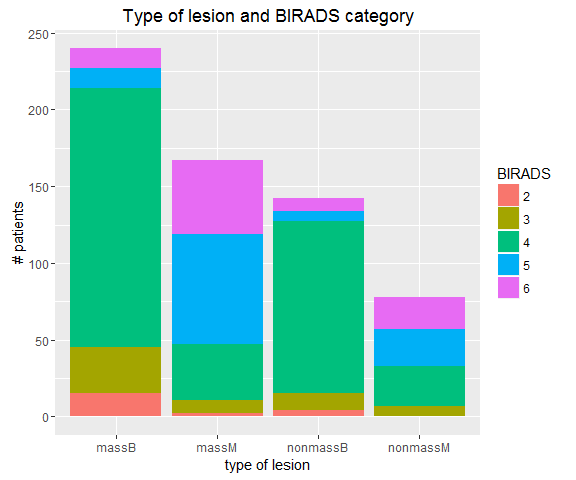 Type of lesion and BIRADS category
250
200
150
100
50
0
# patients
massB massM nonmassB nonmassM
type of lesion
BIRADS
2
3
4
5
6